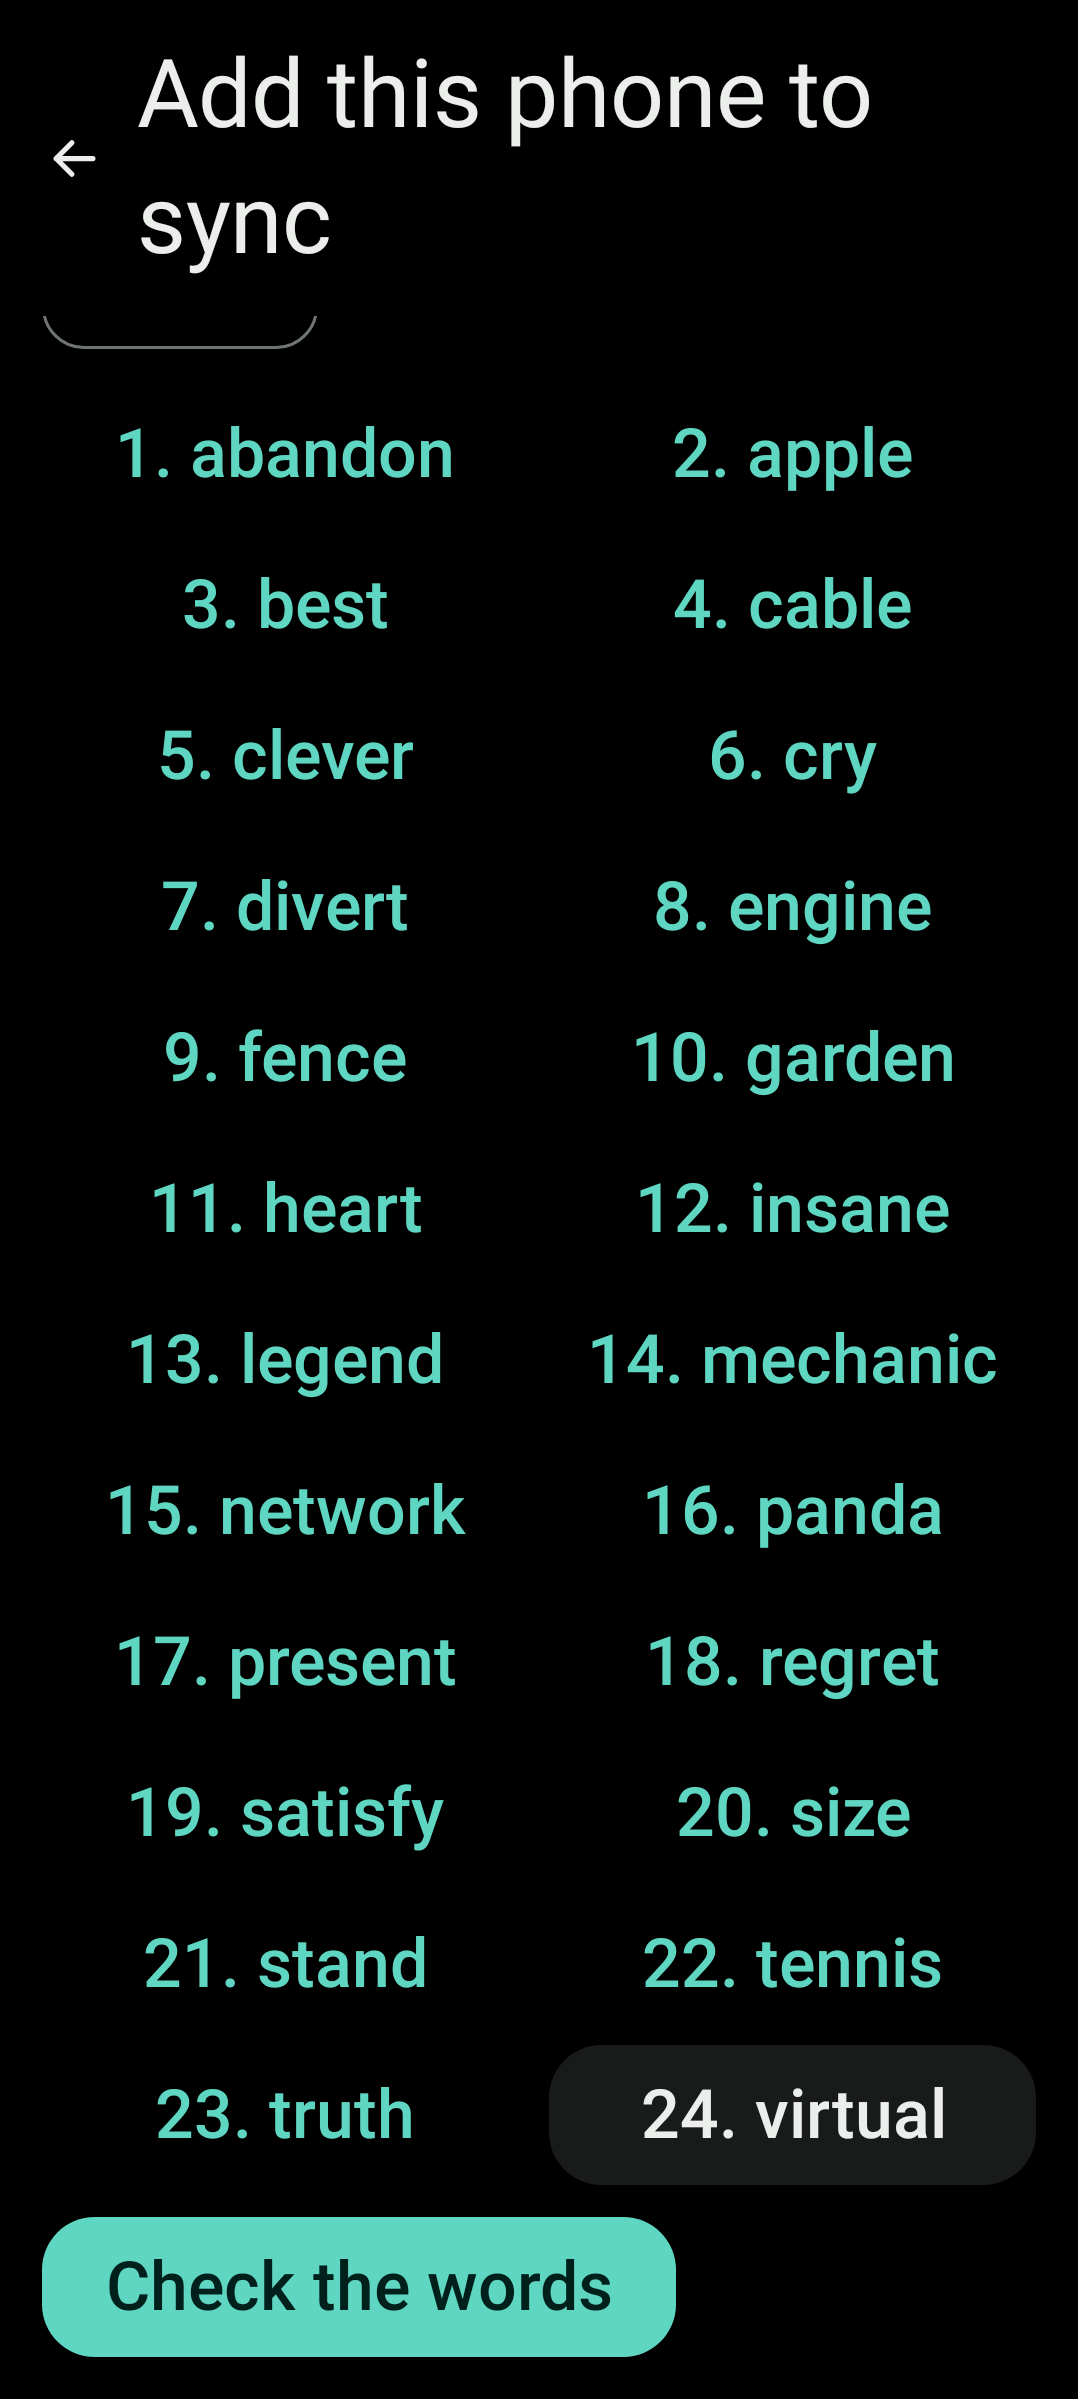 Add this phone to
sync
1. abandon
2. apple
3. best
4. cable
5. clever
6. cry
7. divert
8. engine
9. fence
10. garden
11. heart
12. insane
13. legend
14. mechanic
15. network
16. panda
17. present
18. regret
19. satisfy
20. size
21. stand
22. tennis
23. truth
24. virtual
Check the words